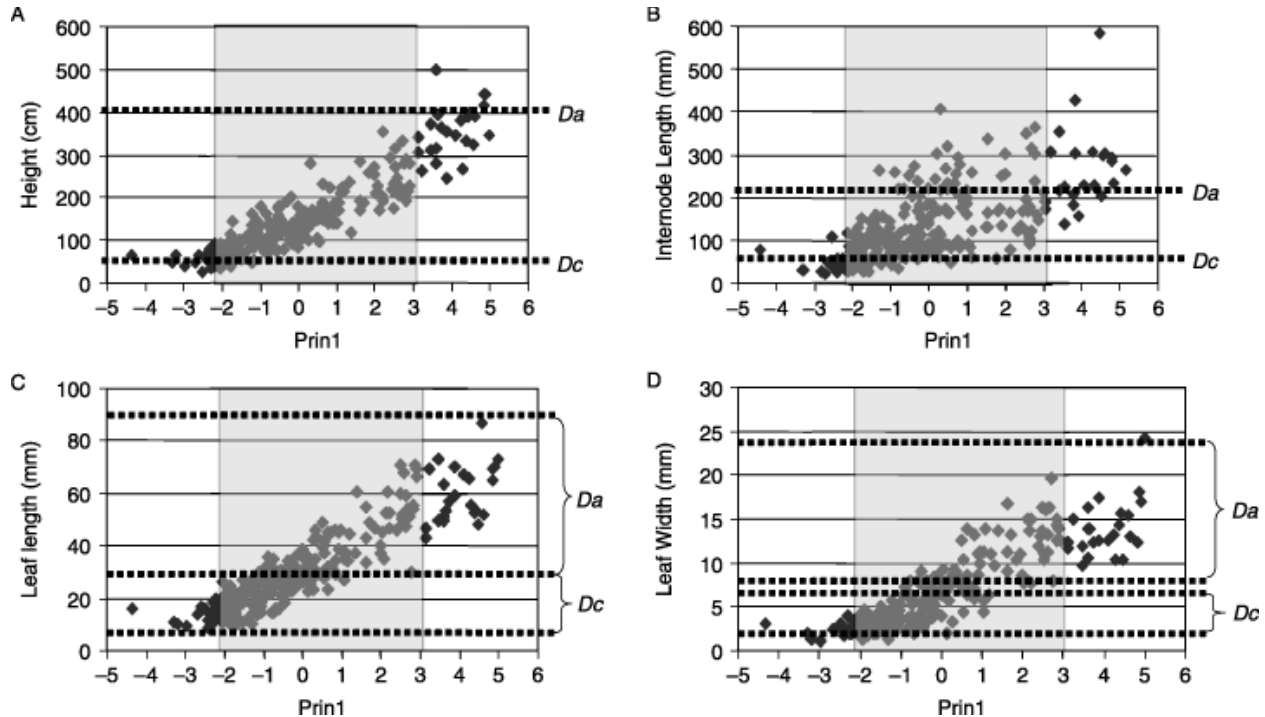 A
Height (cm)
600
500
400
300
200
100
0
Da
Dc
−5 −4 −3 −2 −1 0 1 2 3 4 5 6
Prin1
B
Internode Length (mm)
600
500
400
300
200
100
0
Da
Dc
−5 −4 −3 −2 −1 0 1 2 3 4 5 6
Prin1
C
Leaf length (mm)
100
80
60
40
20
0
Da
Dc
−5 −4 −3 −2 −1 0 1 2 3 4 5 6
Prin1
D
Leaf Width (mm)
30
25
20
15
10
5
0
Da
Dc
−5 −4 −3 −2 −1 0 1 2 3 4 5 6
Prin1